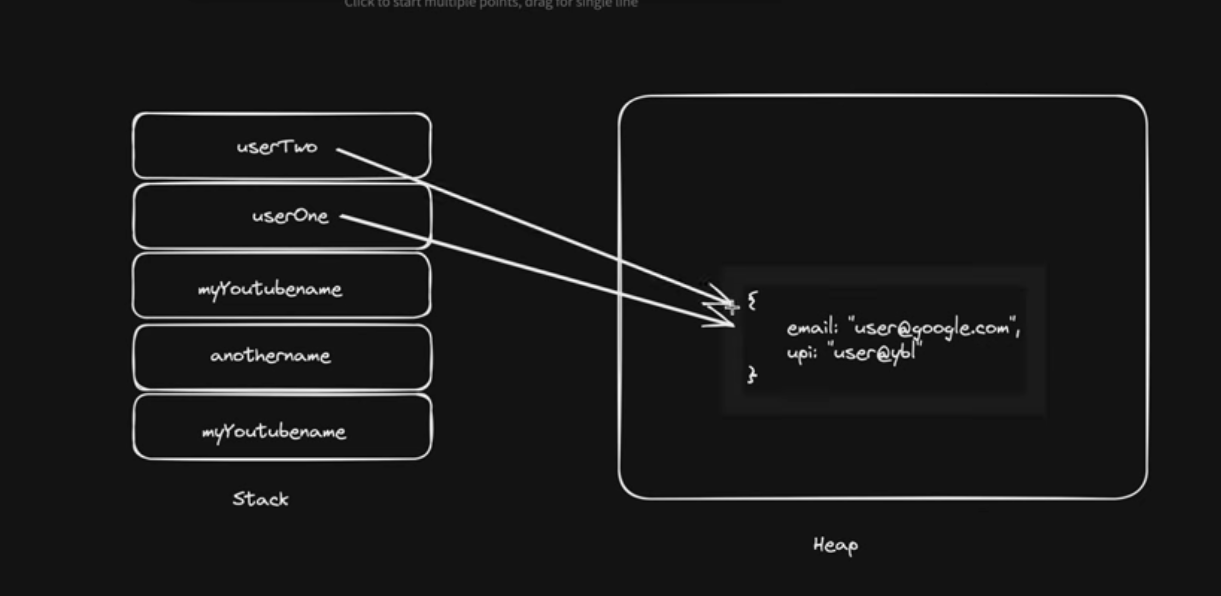 Click to start multiple points, drag for single line
userTwo
userOne
myYoutubename
anothername
myYoutubename
Stack
{
email: "user@google.com",
upi: "user@ybl"
}
Heap